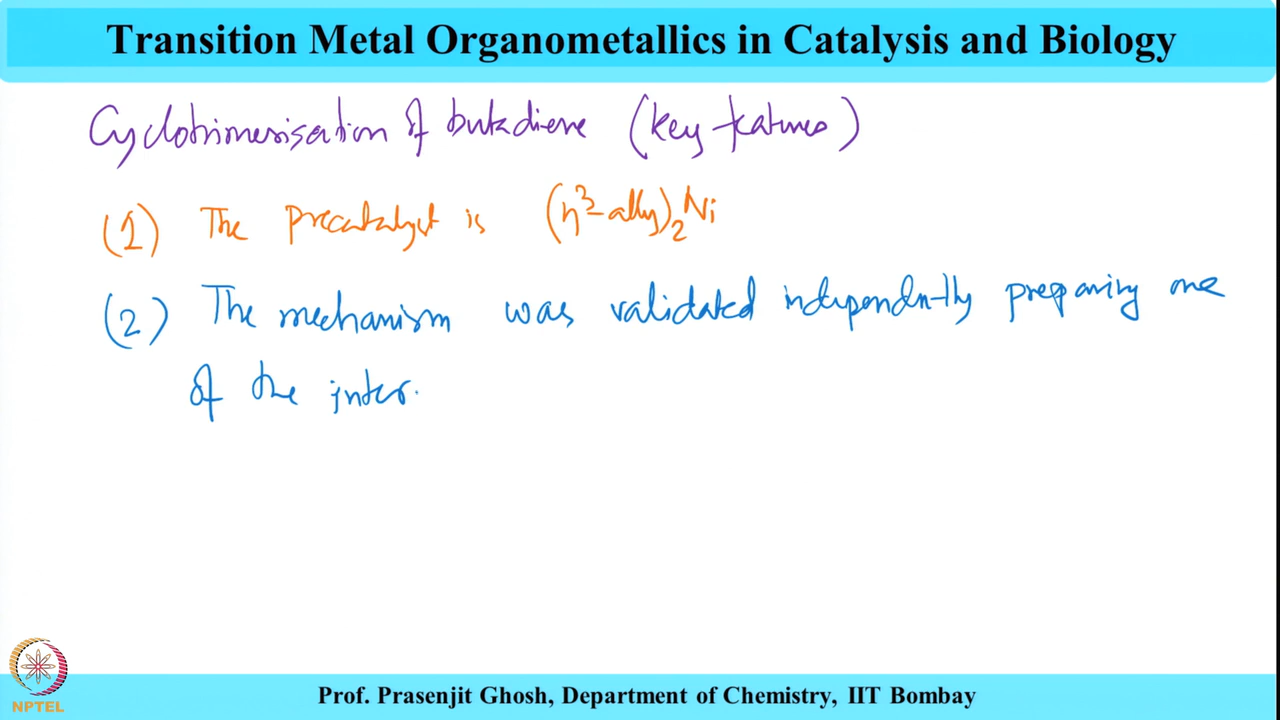 Transition Metal Organometallics in Catalysis and Biology
Cyclotrimerisation of butadiene (key features)
(1) The precatalyst is (η³-ally)₂Ni
(2) The mechanism was validated independently preparing one
of the inter.
Prof. Prasenjit Ghosh, Department of Chemistry, IIT Bombay
NPTEL